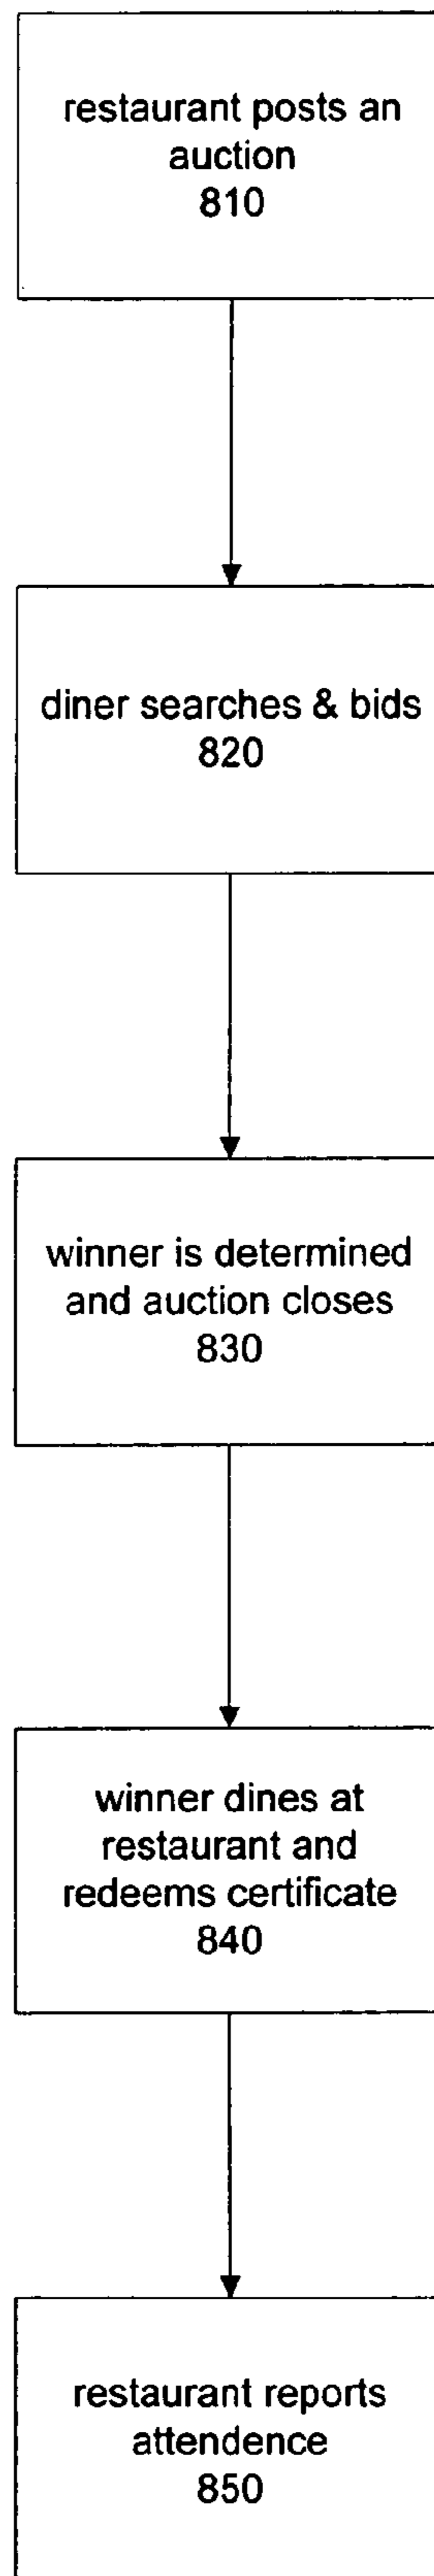 restaurant posts an
auction
810
diner searches & bids
820
winner is determined
and auction closes
830
winner dines at
restaurant and
redeems certificate
840
restaurant reports
attendence
850